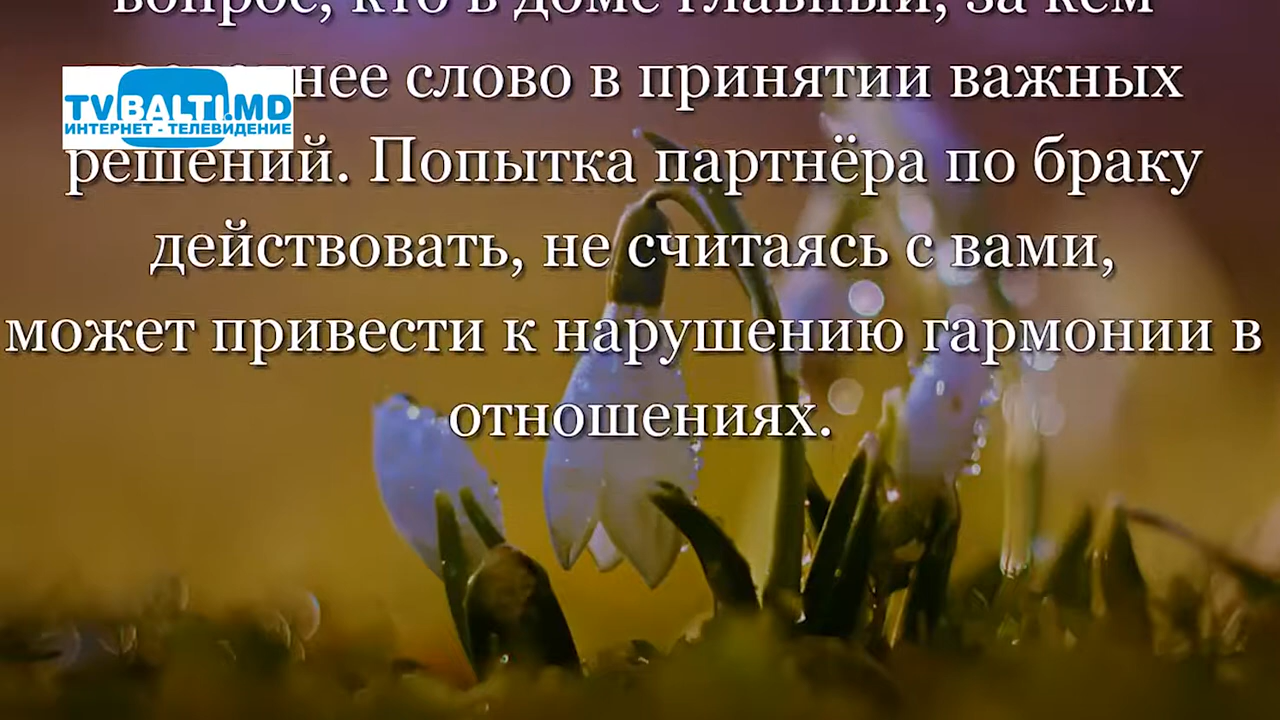 вопрос, кто в доме главный, за кем
нее слово в принятии важных
решений. Попытка партнёра по браку
действовать, не считаясь с вами,
может привести к нарушению гармонии в
отношениях.
TVBALTI.MD
ИНТЕРНЕТ - ТЕЛЕВИДЕНИЕ